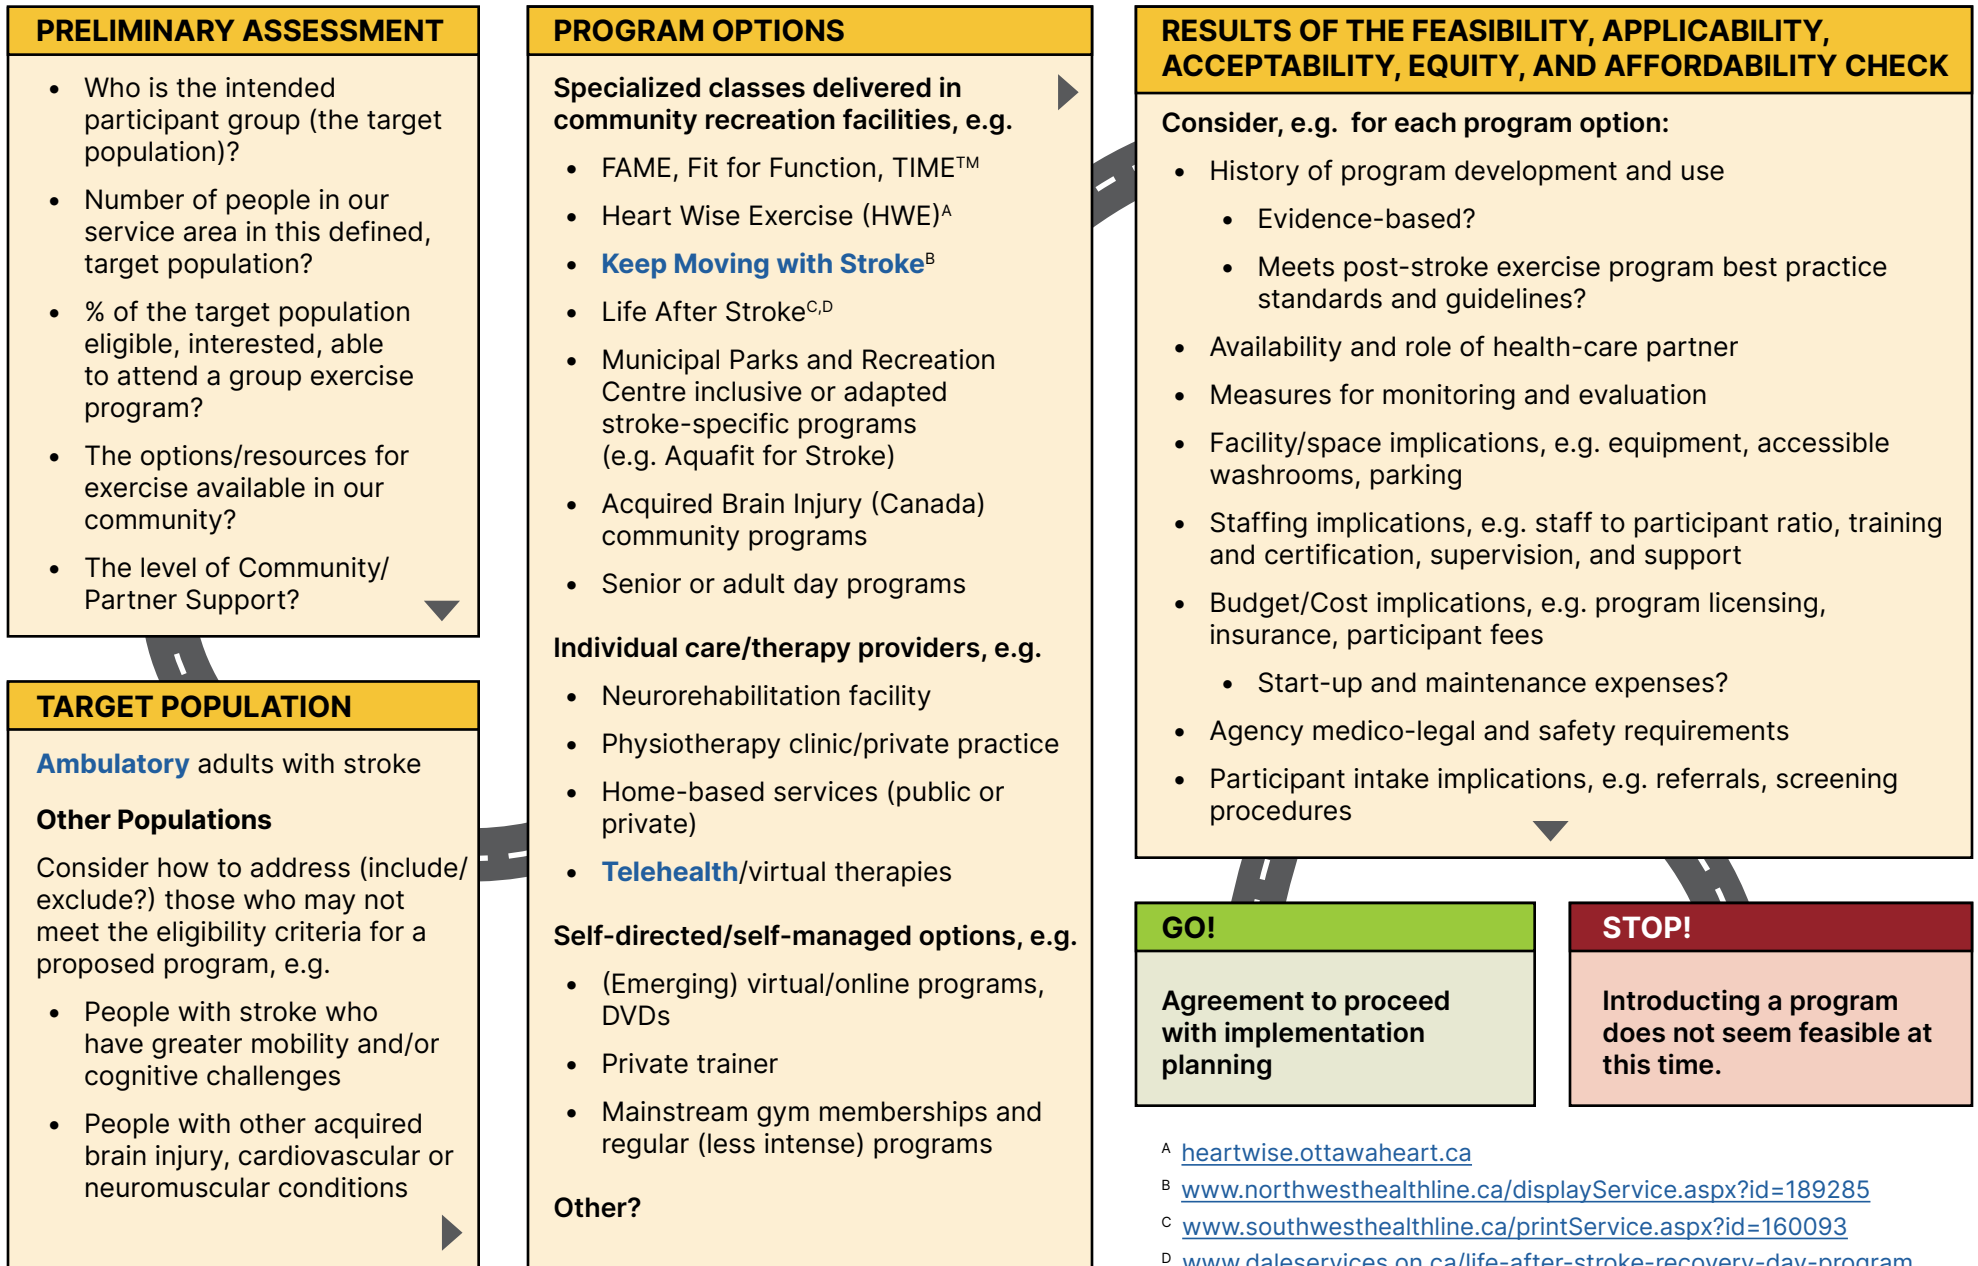 PRELIMINARY ASSESSMENT
• Who is the intended
participant group (the target
population)?
• Number of people in our
service area in this defined,
target population?
• % of the target population
eligible, interested, able
to attend a group exercise
program?
• The options/resources for
exercise available in our
community?
• The level of Community/
Partner Support?
TARGET POPULATION
Ambulatory adults with stroke
Other Populations
Consider how to address (include/
exclude?) those who may not
meet the eligibility criteria for a
proposed program, e.g.
• People with stroke who
have greater mobility and/or
cognitive challenges
• People with other acquired
brain injury, cardiovascular or
neuromuscular conditions
PROGRAM OPTIONS
Specialized classes delivered in
community recreation facilities, e.g.
• FAME, Fit for Function, TIME™
• Heart Wise Exercise (HWE)A
• Keep Moving with StrokeB
• Life After StrokeC,D
• Municipal Parks and Recreation
Centre inclusive or adapted
stroke-specific programs
(e.g. Aquafit for Stroke)
• Acquired Brain Injury (Canada)
community programs
• Senior or adult day programs
Individual care/therapy providers, e.g.
• Neurorehabilitation facility
• Physiotherapy clinic/private practice
• Home-based services (public or
private)
• Telehealth/virtual therapies
Self-directed/self-managed options, e.g.
• (Emerging) virtual/online programs,
DVDs
• Private trainer
• Mainstream gym memberships and
regular (less intense) programs
Other?
RESULTS OF THE FEASIBILITY, APPLICABILITY,
ACCEPTABILITY, EQUITY, AND AFFORDABILITY CHECK
Consider, e.g. for each program option:
• History of program development and use
• Evidence-based?
• Meets post-stroke exercise program best practice
standards and guidelines?
• Availability and role of health-care partner
• Measures for monitoring and evaluation
• Facility/space implications, e.g. equipment, accessible
washrooms, parking
• Staffing implications, e.g. staff to participant ratio, training
and certification, supervision, and support
• Budget/Cost implications, e.g. program licensing,
insurance, participant fees
• Start-up and maintenance expenses?
• Agency medico-legal and safety requirements
• Participant intake implications, e.g. referrals, screening
procedures
GO!
Agreement to proceed
with implementation
planning
STOP!
Introducting a program
does not seem feasible at
this time.
A heartwise.ottawaheart.ca
B www.northwesthealthline.ca/displayService.aspx?id=189285
C www.southwesthealthline.ca/printService.aspx?id=160093
D www.daleservices.on.ca/life-after-stroke-recovery-day-program